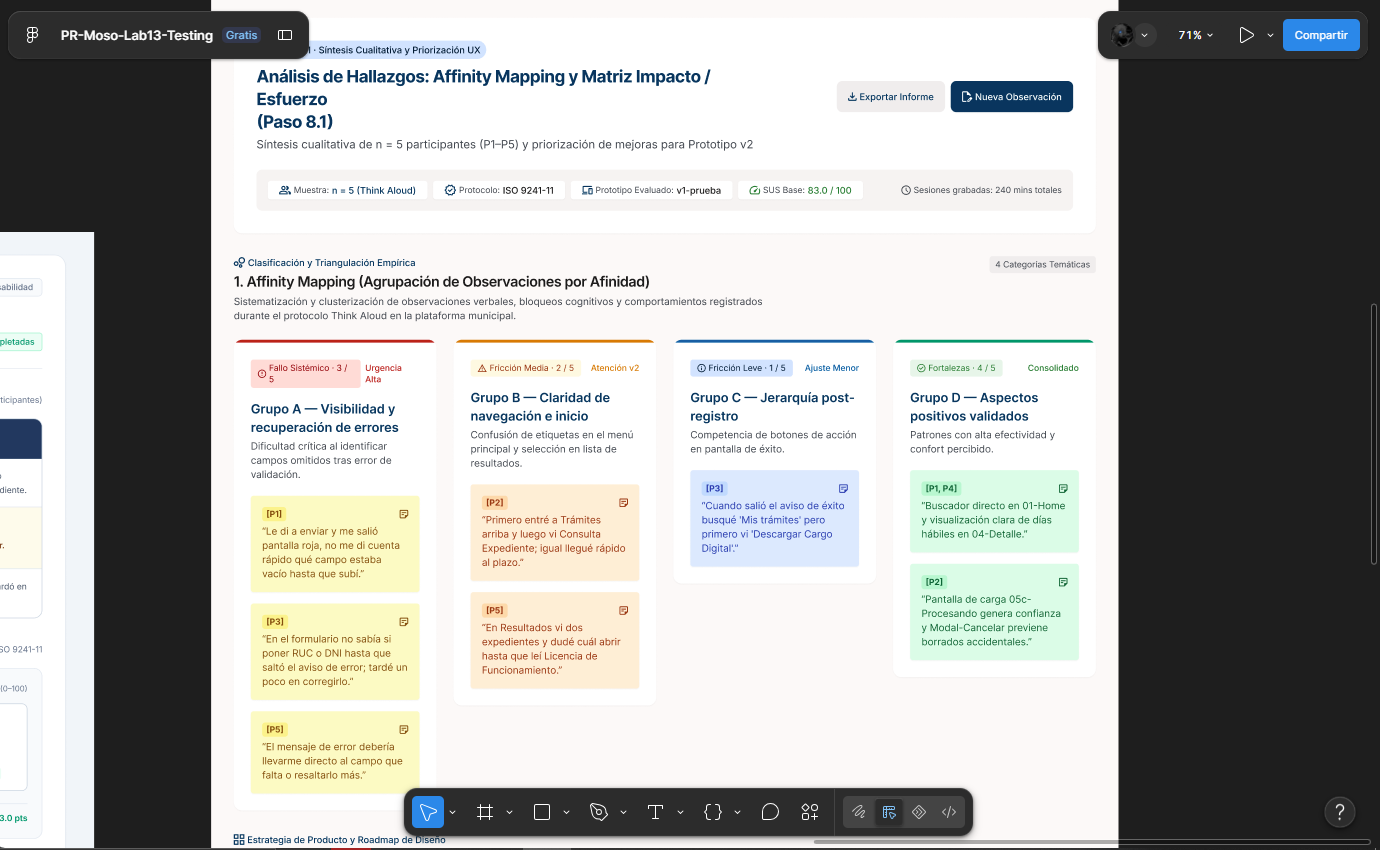 PR-Moso-Lab13-Testing
Gratis
71%
Compartir
· Síntesis Cualitativa y Priorización UX
Análisis de Hallazgos: Affinity Mapping y Matriz Impacto /
Esfuerzo
(Paso 8.1)
Síntesis cualitativa de n = 5 participantes (P1–P5) y priorización de mejoras para Prototipo v2
Exportar Informe
Nueva Observación
Muestra: n = 5 (Think Aloud)
Protocolo: ISO 9241-11
Prototipo Evaluado: v1-prueba
SUS Base: 83.0 / 100
Sesiones grabadas: 240 mins totales
Clasificación y Triangulación Empírica
1. Affinity Mapping (Agrupación de Observaciones por Afinidad)
4 Categorías Temáticas
Sistematización y clusterización de observaciones verbales, bloqueos cognitivos y comportamientos registrados
durante el protocolo Think Aloud en la plataforma municipal.
Fallo Sistémico · 3 /
5
Urgencia
Alta
Grupo A — Visibilidad y
recuperación de errores
Dificultad crítica al identificar
campos omitidos tras error de
validación.
[P1]
“Le di a enviar y me salió
pantalla roja, no me di cuenta
rápido qué campo estaba
vacío hasta que subí.”
[P3]
“En el formulario no sabía si
poner RUC o DNI hasta que
saltó el aviso de error; tardé un
poco en corregirlo.”
[P5]
“El mensaje de error debería
llevarme directo al campo que
falta o resaltarlo más.”
Fricción Media · 2 / 5
Atención v2
Grupo B — Claridad de
navegación e inicio
Confusión de etiquetas en el menú
principal y selección en lista de
resultados.
[P2]
“Primero entré a Trámites
arriba y luego vi Consulta
Expediente; igual llegué rápido
al plazo.”
[P5]
“En Resultados vi dos
expedientes y dudé cuál abrir
hasta que leí Licencia de
Funcionamiento.”
Fricción Leve · 1 / 5
Ajuste Menor
Grupo C — Jerarquía post-
registro
Competencia de botones de acción
en pantalla de éxito.
[P3]
“Cuando salió el aviso de éxito
busqué 'Mis trámites' pero
primero vi 'Descargar Cargo
Digital'.”
Fortalezas · 4 / 5
Consolidado
Grupo D — Aspectos
positivos validados
Patrones con alta efectividad y
confort percibido.
[P1, P4]
“Buscador directo en 01-Home
y visualización clara de días
hábiles en 04-Detalle.”
[P2]
“Pantalla de carga 05c-
Procesando genera confianza
y Modal-Cancelar previene
borrados accidentales.”
Estrategia de Producto y Roadmap de Diseño
sabilidad
pletadas
ticipantes)
diente.
r.
rdó en
SO 9241-11
(0–100)
3.0 pts